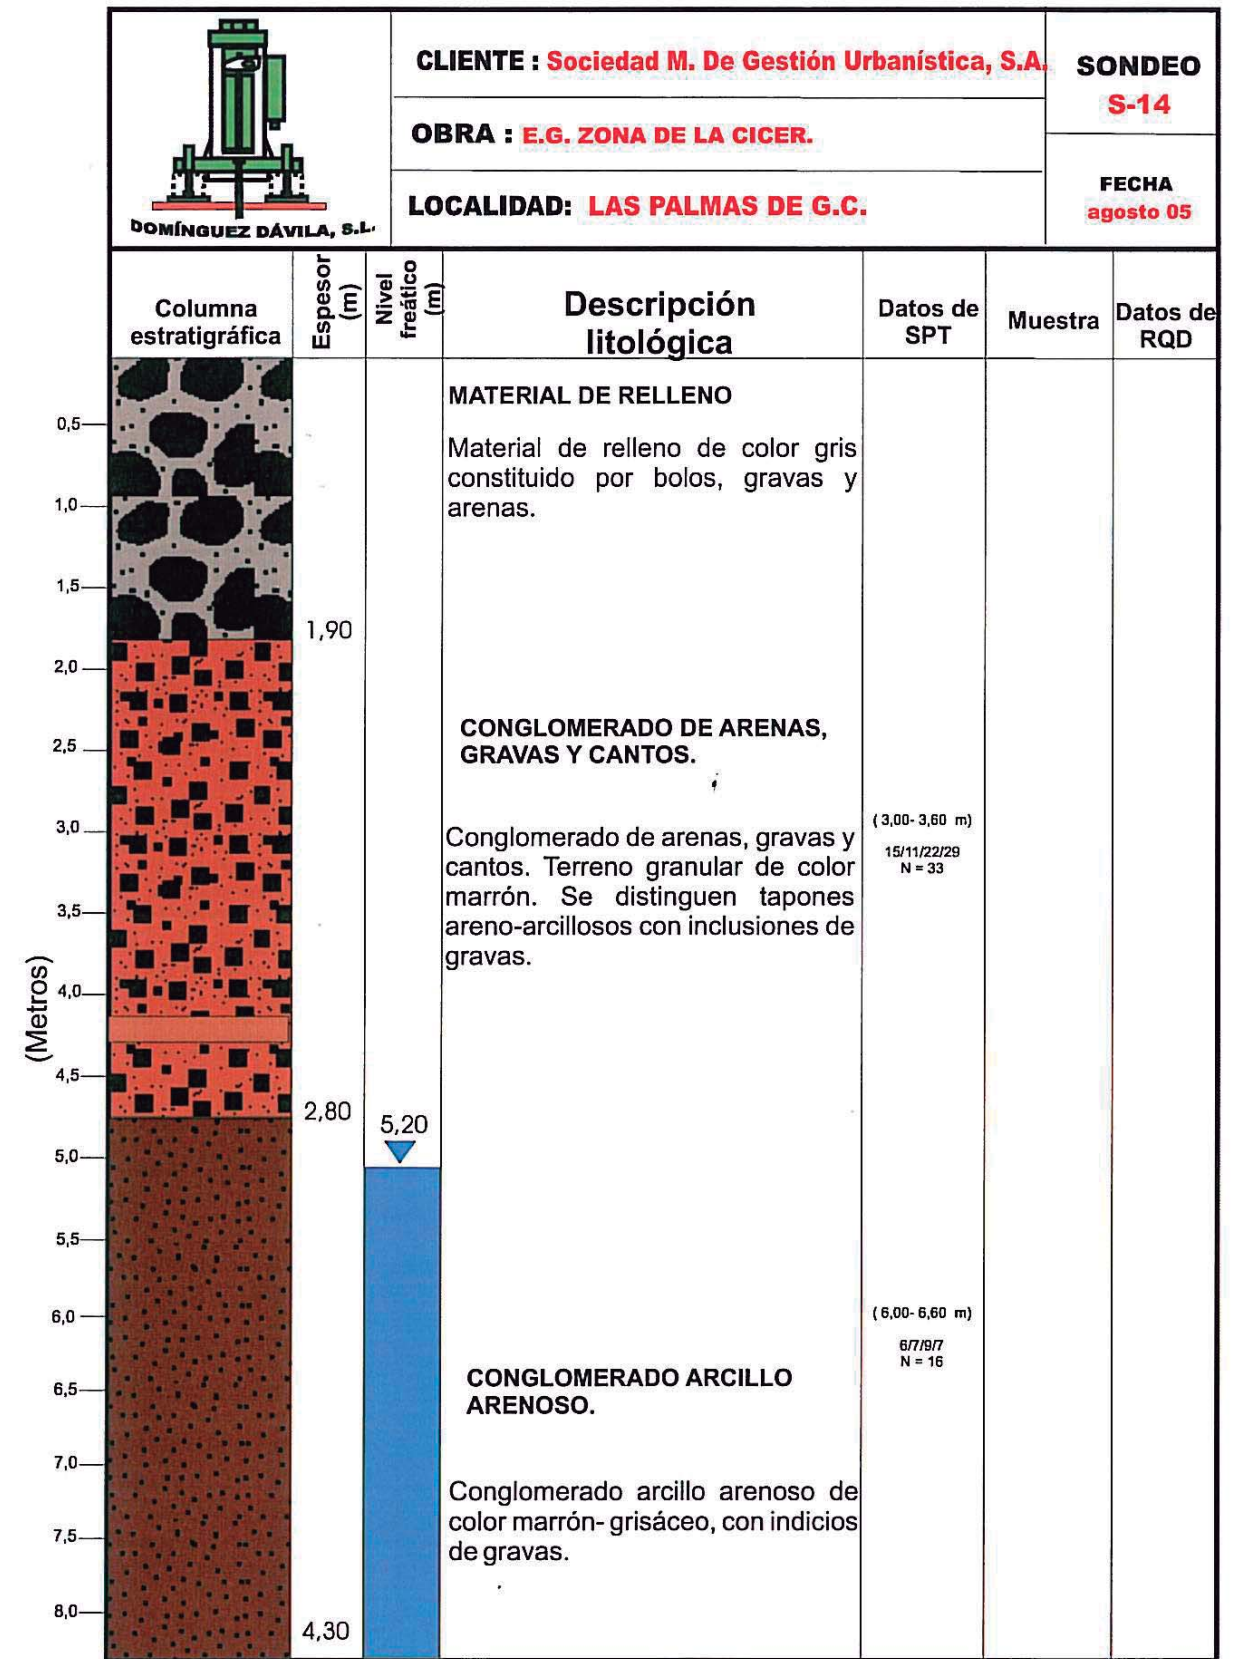 DOMÍNGUEZ DÁVILA, S.L.
CLIENTE : Sociedad M. De Gestión Urbanística, S.A.
OBRA : E.G. ZONA DE LA CICER.
LOCALIDAD: LAS PALMAS DE G.C.
SONDEO
S-14
FECHA
agosto 05
Columna
estratigráfica
Espesor
(m)
Nivel
freático
(m)
Descripción
litológica
Datos de
SPT
Muestra
Datos de
RQD
(Metros)
0,5
1,0
1,5
2,0
2,5
3,0
3,5
4,0
4,5
5,0
5,5
6,0
6,5
7,0
7,5
8,0
1,90
2,80
4,30
5,20
MATERIAL DE RELLENO
Material de relleno de color gris
constituido por bolos, gravas y
arenas.
CONGLOMERADO DE ARENAS,
GRAVAS Y CANTOS.
Conglomerado de arenas, gravas y
cantos. Terreno granular de color
marrón. Se distinguen tapones
areno-arcillosos con inclusiones de
gravas.
(3,00- 3,60 m)
15/11/22/29
N = 33
CONGLOMERADO ARCILLO
ARENOSO.
Conglomerado arcillo arenoso de
color marrón- grisáceo, con indicios
de gravas.
(6,00- 6,60 m)
6/7/9/7
N = 16